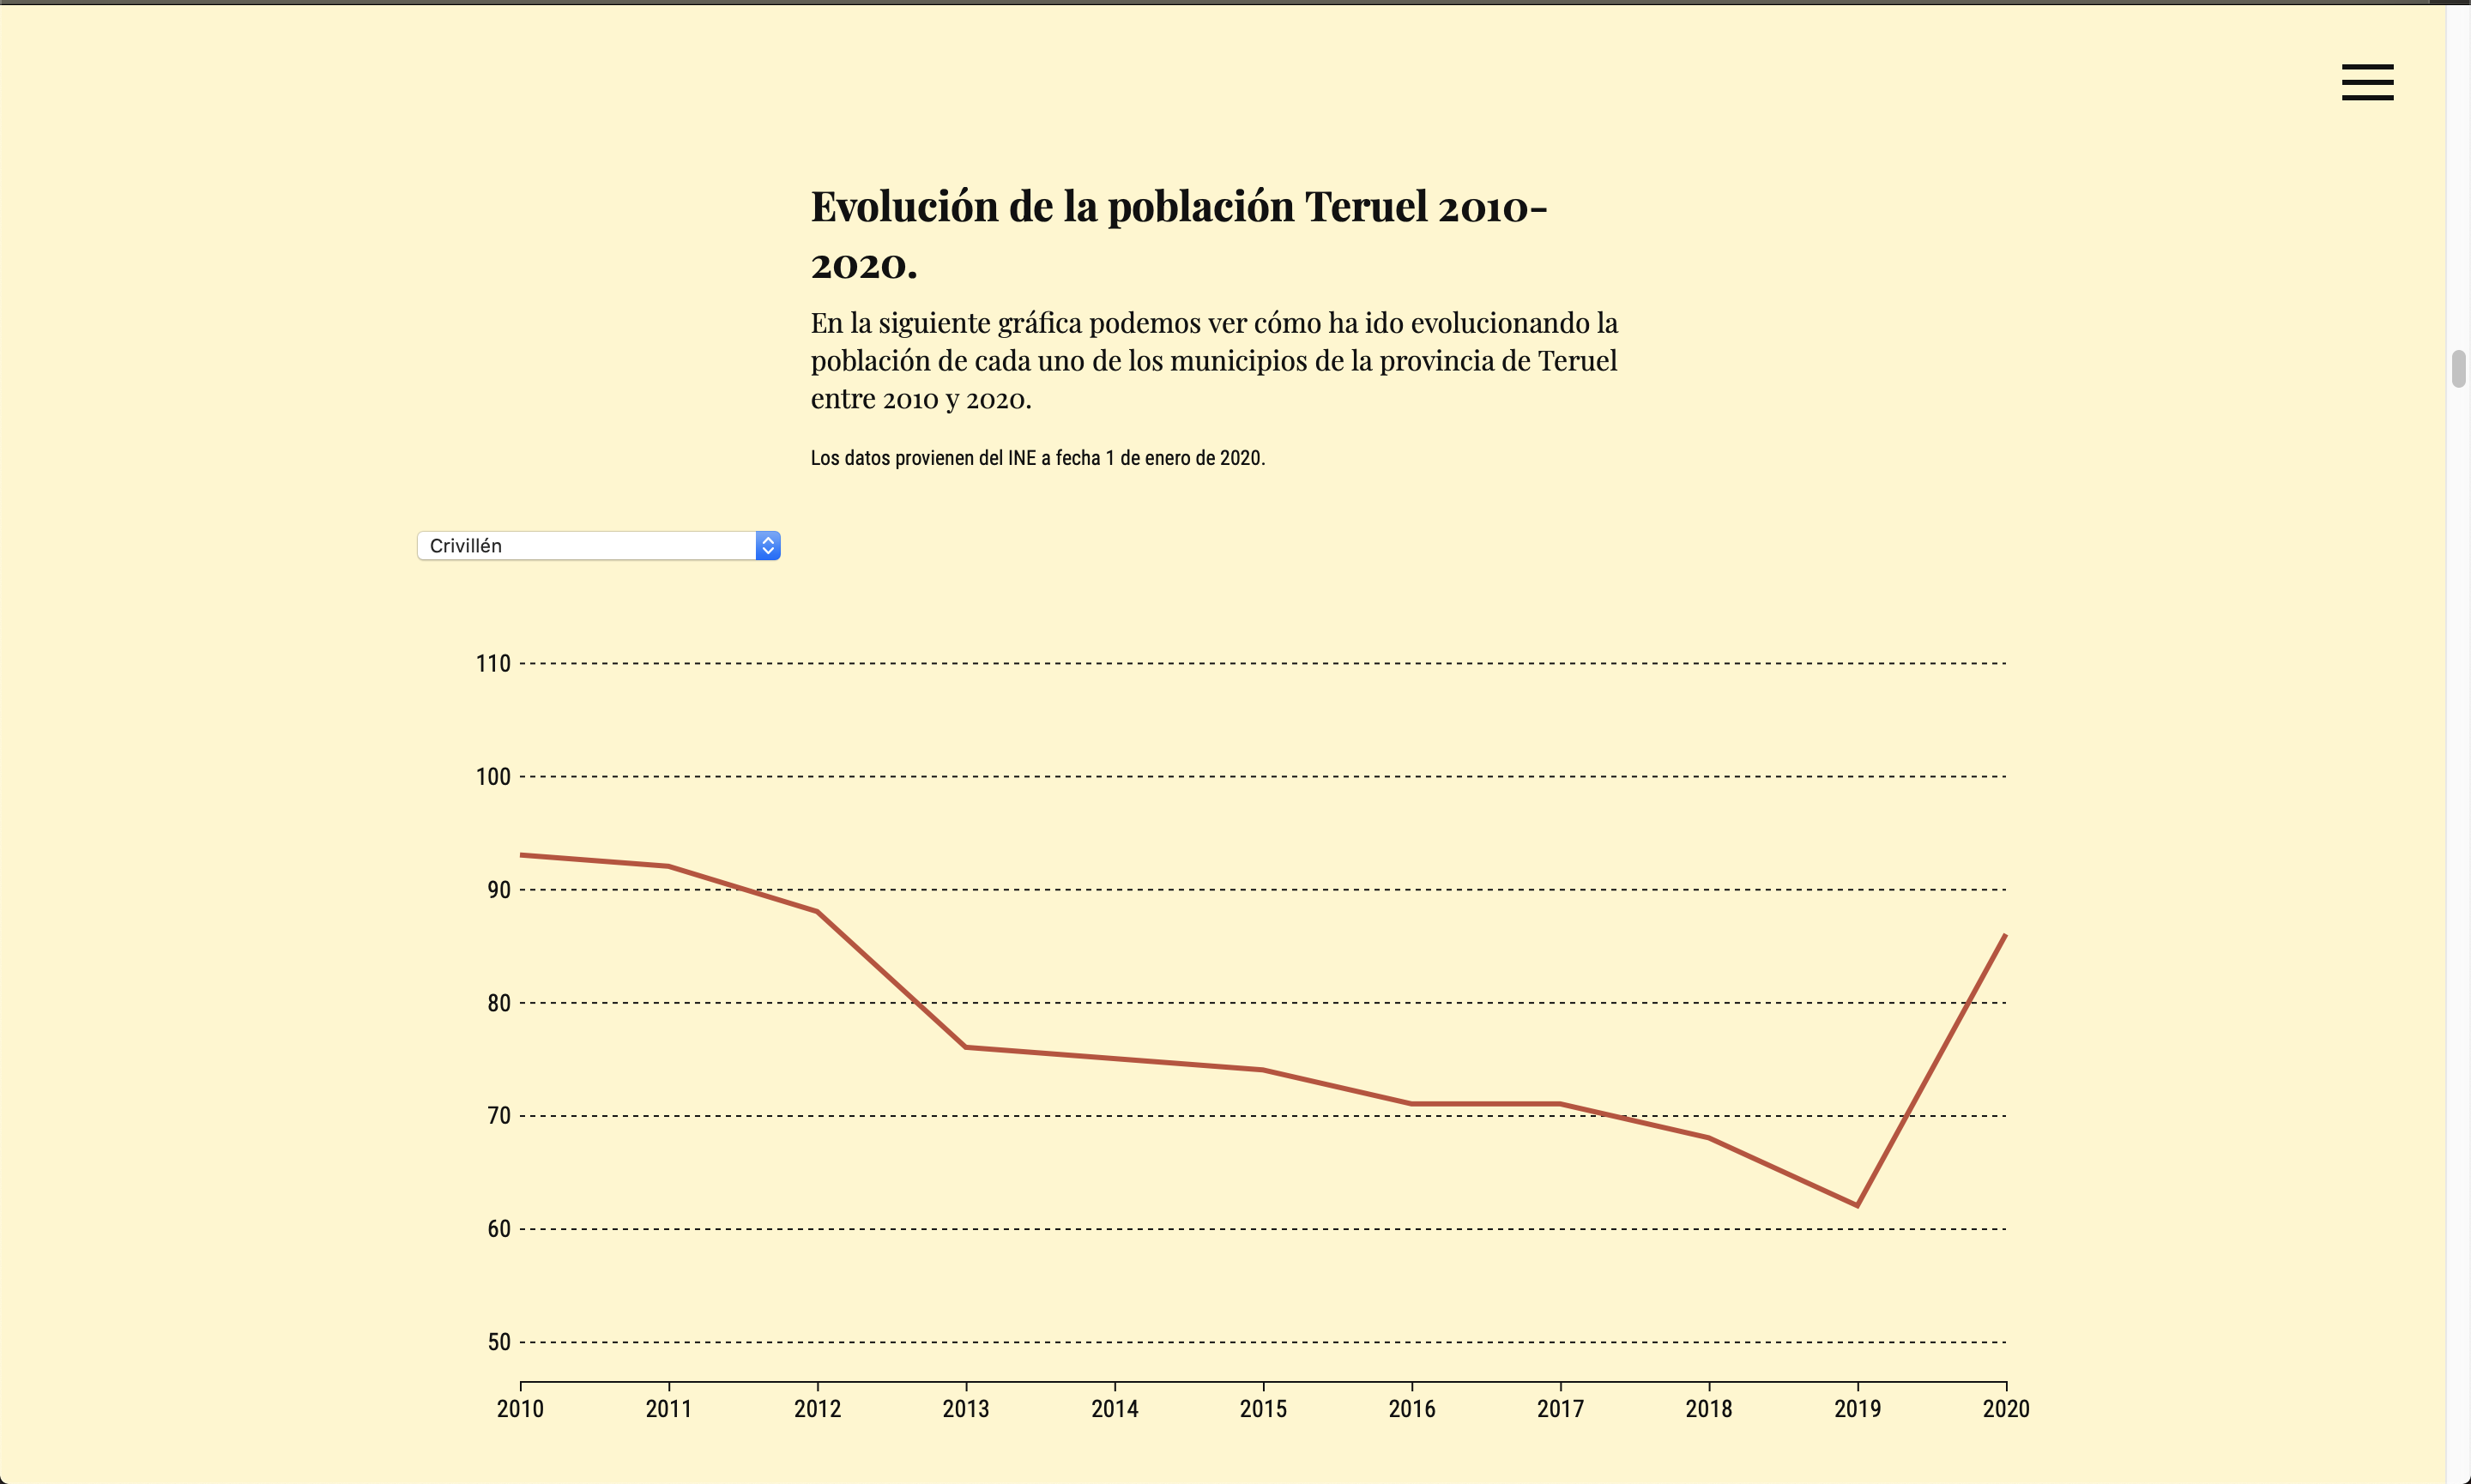 Evolución de la población Teruel 2010-
2020.
En la siguiente gráfica podemos ver cómo ha ido evolucionando la
población de cada uno de los municipios de la provincia de Teruel
entre 2010 y 2020.
Los datos provienen del INE a fecha 1 de enero de 2020.
Crivillén
110
100
90
80
70
60
50
2010 2011 2012 2013 2014 2015 2016 2017 2018 2019 2020